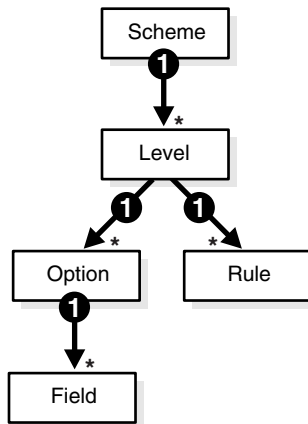 Scheme
1
*
Level
1 1
* *
Option Rule
1
*
Field